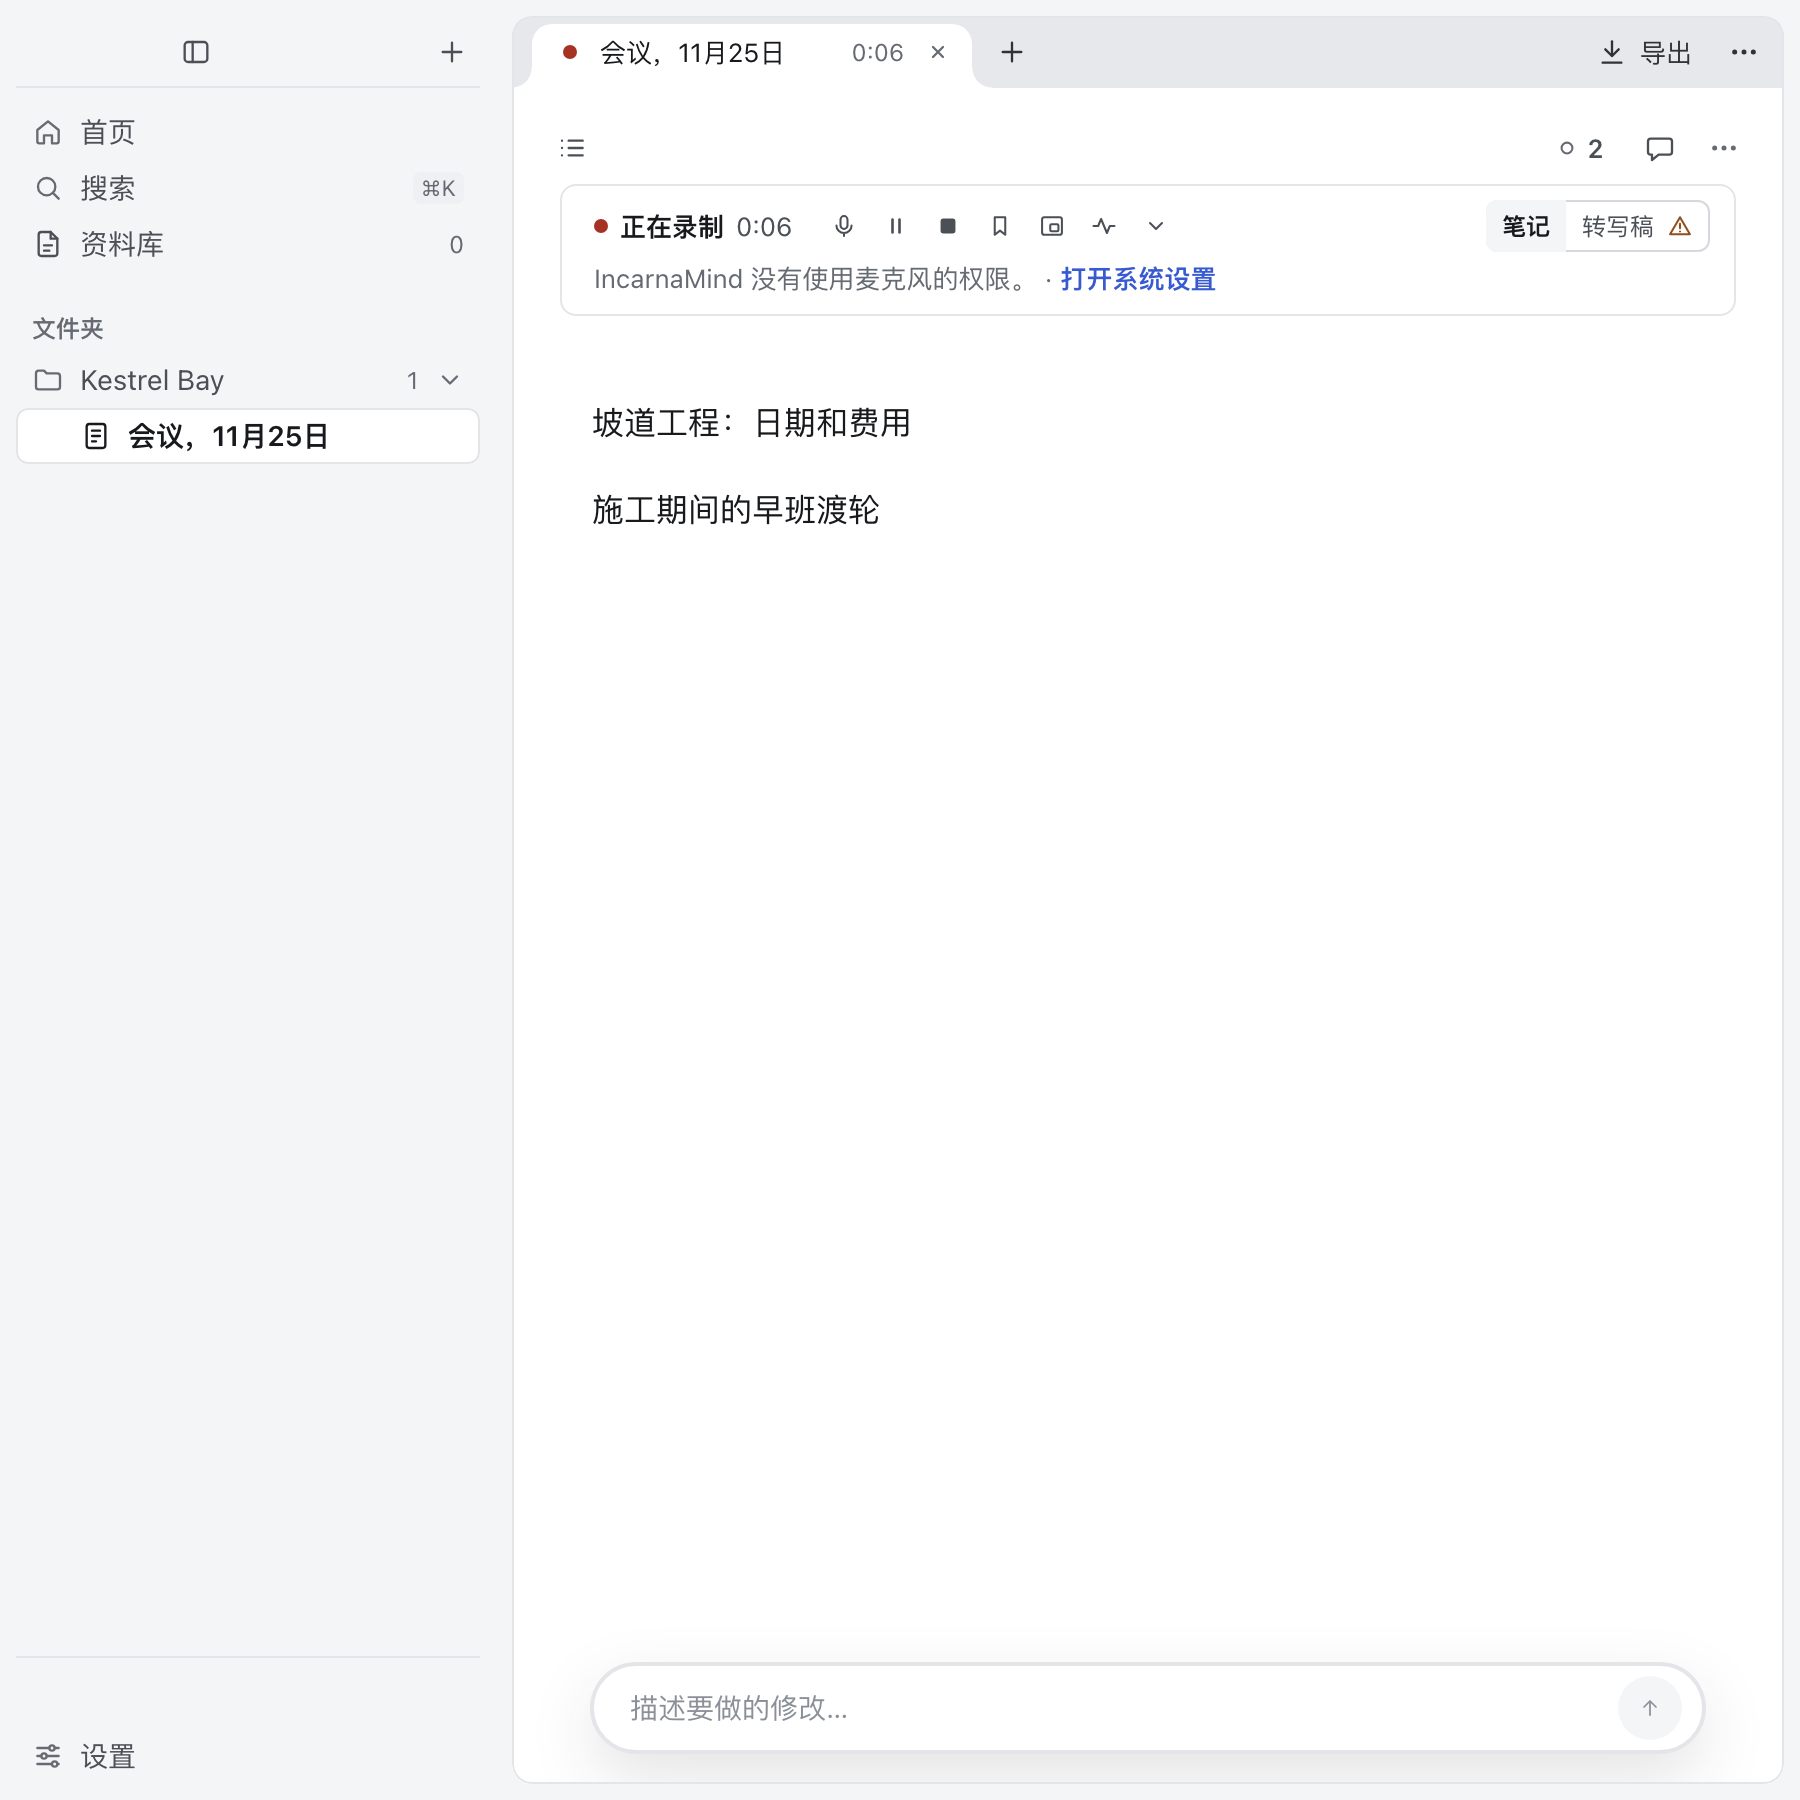 首页
搜索 ⌘K
资料库 0
文件夹
Kestrel Bay 1
会议，11月25日
设置
会议，11月25日 0:06
导出
2
正在录制 0:06
笔记 转写稿
IncarnaMind 没有使用麦克风的权限。 · 打开系统设置
坡道工程：日期和费用
施工期间的早班渡轮
描述要做的修改...